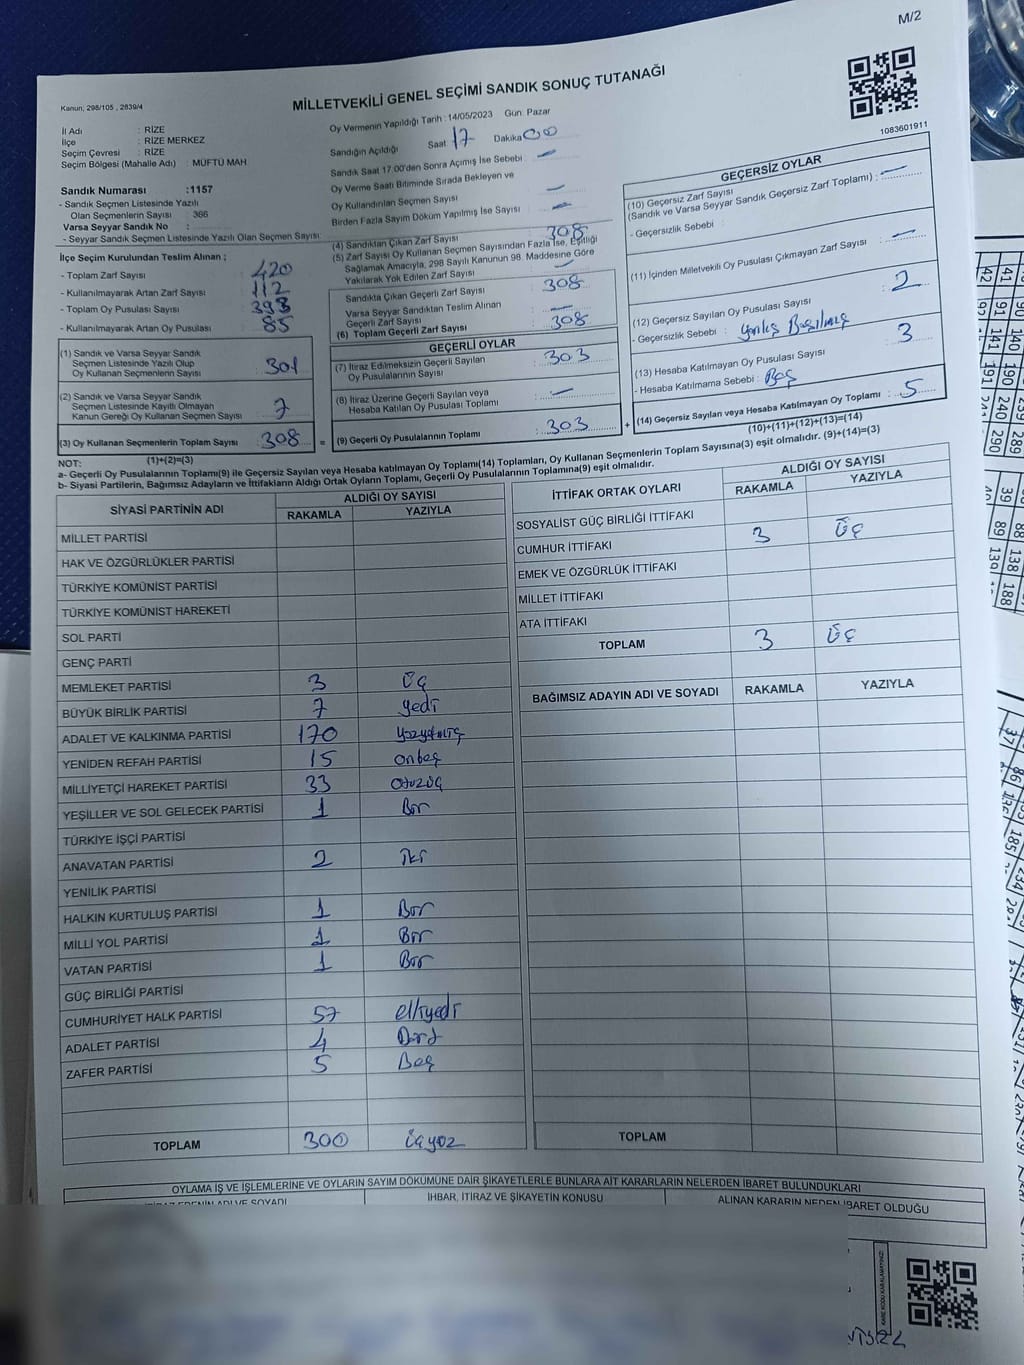 M/2
MİLLETVEKİLİ GENEL SEÇİMİ SANDIK SONUÇ TUTANAĞI
Kanun; 298/105 , 2839/4
1083601911
İl Adı : RİZE
İlçe : RİZE MERKEZ
Seçim Çevresi : RİZE
Seçim Bölgesi (Mahalle Adı) : MÜFTÜ MAH
Sandık Numarası :1157
- Sandık Seçmen Listesinde Yazılı
Olan Seçmenlerin Sayısı : 366
Varsa Seyyar Sandık No :
- Seyyar Sandık Seçmen Listesinde Yazılı Olan Seçmen Sayısı
İlçe Seçim Kurulundan Teslim Alınan ;
- Toplam Zarf Sayısı : 420
- Kullanılmayarak Artan Zarf Sayısı : 112
- Toplam Oy Pusulası Sayısı : 393
- Kullanılmayarak Artan Oy Pusulası : 85
(1) Sandık ve Varsa Seyyar Sandık
Seçmen Listesinde Yazılı Olup
Oy Kullanan Seçmenlerin Sayısı : 301
(2) Sandık ve Varsa Seyyar Sandık
Seçmen Listesinde Kayıtlı Olmayan
Kanun Gereği Oy Kullanan Seçmen Sayısı : 7
(3) Oy Kullanan Seçmenlerin Toplam Sayısı : 308 =
(1)+(2)=(3)
Oy Vermenin Yapıldığı Tarih : 14/05/2023 Gün: Pazar
Sandığın Açıldığı Saat 17 Dakika 00
Sandık Saat 17.00'den Sonra Açımış İse Sebebi : —
Oy Verme Saati Bitiminde Sırada Bekleyen ve
Oy Kullandırılan Seçmen Sayısı : —
Birden Fazla Sayım Döküm Yapılmış İse Sayısı : —
(4) Sandıktan Çıkan Zarf Sayısı : 308
(5) Zarf Sayısı Oy Kullanan Seçmen Sayısından Fazla İse, Eşitliği
Sağlamak Amacıyla, 298 Sayılı Kanunun 98. Maddesine Göre
Yakılarak Yok Edilen Zarf Sayısı : —
Sandıkta Çıkan Geçerli Zarf Sayısı : 308
Varsa Seyyar Sandıktan Teslim Alınan
Geçerli Zarf Sayısı : —
(6) Toplam Geçerli Zarf Sayısı : 308
GEÇERLİ OYLAR
(7) İtiraz Edilmeksizin Geçerli Sayılan
Oy Pusulalarının Sayısı : 303
(8) İtiraz Üzerine Geçerli Sayılan veya
Hesaba Katılan Oy Pusulası Toplamı : —
(9) Geçerli Oy Pusulalarının Toplamı : 303 +
GEÇERSİZ OYLAR
(10) Geçersiz Zarf Sayısı
(Sandık ve Varsa Seyyar Sandık Geçersiz Zarf Toplamı) : —
- Geçersizlik Sebebi :
(11) İçinden Milletvekili Oy Pusulası Çıkmayan Zarf Sayısı : —
(12) Geçersiz Sayılan Oy Pusulası Sayısı : 2
- Geçersizlik Sebebi : yanlış Basılmış
(13) Hesaba Katılmayan Oy Pusulası Sayısı : 3
- Hesaba Katılmama Sebebi : Boş
(14) Geçersiz Sayılan veya Hesaba Katılmayan Oy Toplamı : 5
(10)+(11)+(12)+(13)=(14)
NOT:
a- Geçerli Oy Pusulalarının Toplamı(9) ile Geçersiz Sayılan veya Hesaba katılmayan Oy Toplamı(14) Toplamları, Oy Kullanan Seçmenlerin Toplam Sayısına(3) eşit olmalıdır. (9)+(14)=(3)
b- Siyasi Partilerin, Bağımsız Adayların ve İttifakların Aldığı Ortak Oyların Toplamı, Geçerli Oy Pusulalarının Toplamına(9) eşit olmalıdır.
SİYASİ PARTİNİN ADI ALDIĞI OY SAYISI
RAKAMLA YAZIYLA
MİLLET PARTİSİ
HAK VE ÖZGÜRLÜKLER PARTİSİ
TÜRKİYE KOMÜNİST PARTİSİ
TÜRKİYE KOMÜNİST HAREKETİ
SOL PARTİ
GENÇ PARTİ
MEMLEKET PARTİSİ 3 Üç
BÜYÜK BİRLİK PARTİSİ 7 yedi
ADALET VE KALKINMA PARTİSİ 170 yüzyetmiş
YENİDEN REFAH PARTİSİ 15 onbeş
MİLLİYETÇİ HAREKET PARTİSİ 33 otuzüç
YEŞİLLER VE SOL GELECEK PARTİSİ 1 Bir
TÜRKİYE İŞÇİ PARTİSİ
ANAVATAN PARTİSİ 2 iki
YENİLİK PARTİSİ
HALKIN KURTULUŞ PARTİSİ 1 Bir
MİLLİ YOL PARTİSİ 1 Bir
VATAN PARTİSİ 1 Bir
GÜÇ BİRLİĞİ PARTİSİ
CUMHURİYET HALK PARTİSİ 57 elliyedi
ADALET PARTİSİ 4 Dört
ZAFER PARTİSİ 5 Beş
TOPLAM 300 üçyüz
İTTİFAK ORTAK OYLARI ALDIĞI OY SAYISI
RAKAMLA YAZIYLA
SOSYALİST GÜÇ BİRLİĞİ İTTİFAKI
CUMHUR İTTİFAKI 3 Üç
EMEK VE ÖZGÜRLÜK İTTİFAKI
MİLLET İTTİFAKI
ATA İTTİFAKI
TOPLAM 3 Üç
BAĞIMSIZ ADAYIN ADI VE SOYADI RAKAMLA YAZIYLA
TOPLAM
OYLAMA İŞ VE İŞLEMLERİNE VE OYLARIN SAYIM DÖKÜMÜNE DAİR ŞİKAYETLERLE BUNLARA AİT KARARLARIN NELERDEN İBARET BULUNDUKLARI
İHBAR, İTİRAZ VE ŞİKAYETİN KONUSU
ALINAN KARARIN NEDEN İBARET OLDUĞU